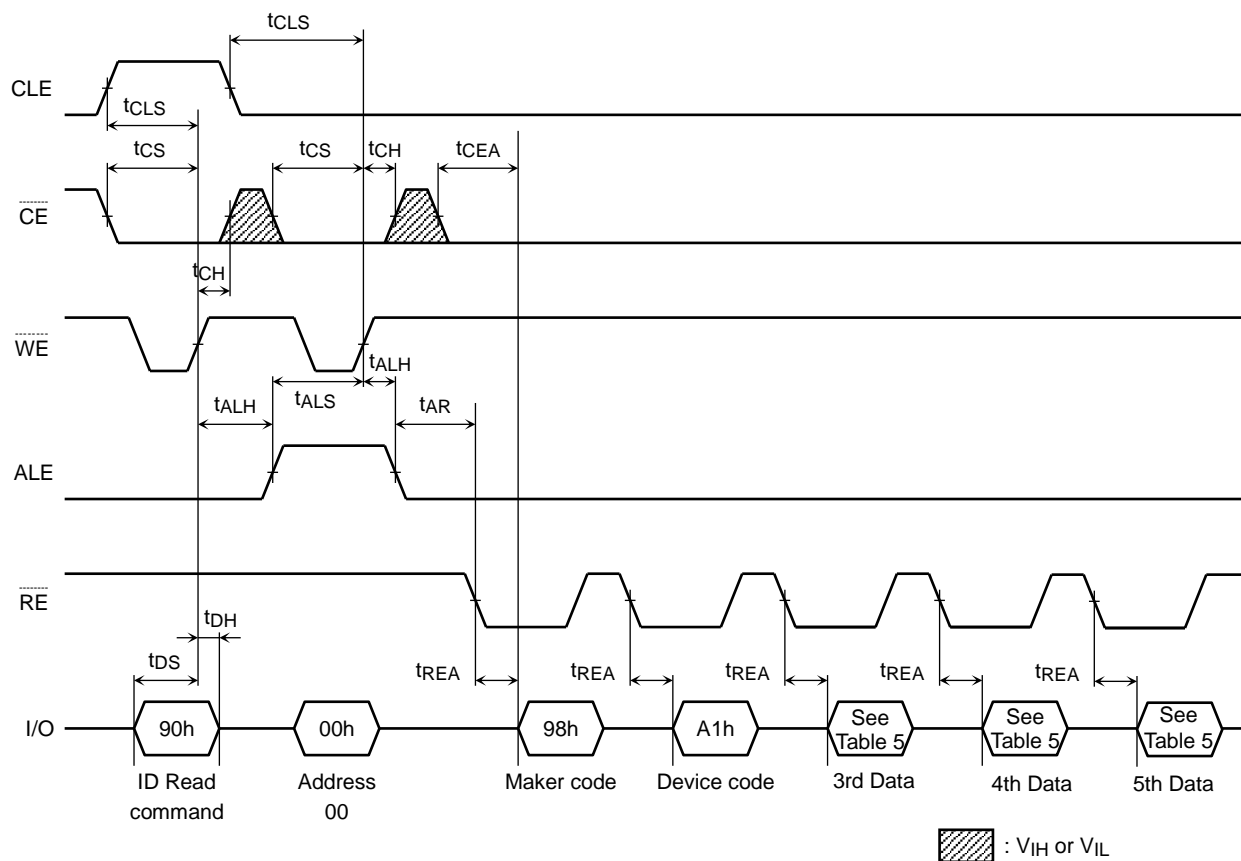 tCLS
CLE
tCLS
tCS
tCS
tCH
tCEA
CE
tCH
WE
tALH
tALH
tALS
tAR
ALE
RE
tDH
tDS
tREA
tREA
tREA
tREA
tREA
I/O
90h
00h
98h
A1h
See
Table 5
See
Table 5
See
Table 5
ID Read
command
Address
00
Maker code
Device code
3rd Data
4th Data
5th Data
: VIH or VIL